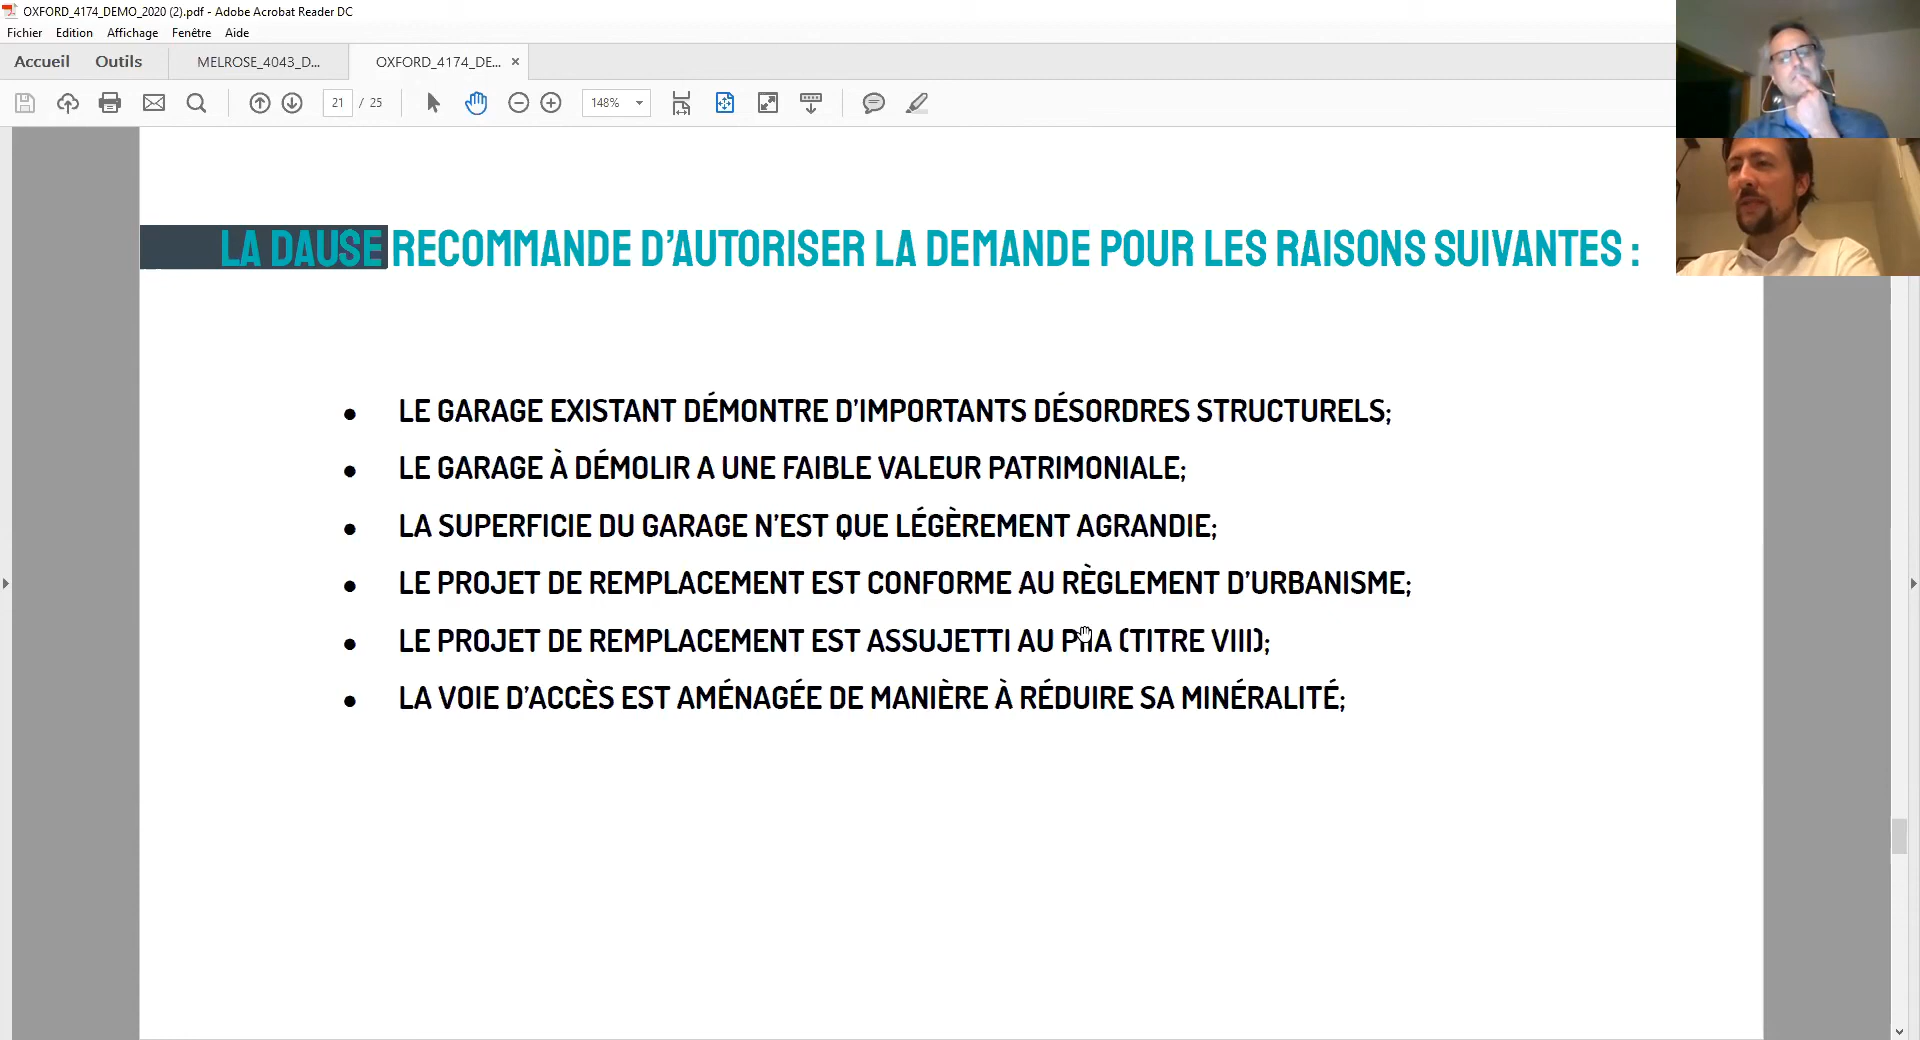 OXFORD_4174_DEMO_2020 (2).pdf - Adobe Acrobat Reader DC
Fichier Edition Affichage Fenêtre Aide
Accueil Outils MELROSE_4043_D... OXFORD_4174_DE... ×
21 / 25 148%
LA DAUSE RECOMMANDE D'AUTORISER LA DEMANDE POUR LES RAISONS SUIVANTES :
● LE GARAGE EXISTANT DÉMONTRE D'IMPORTANTS DÉSORDRES STRUCTURELS;
● LE GARAGE À DÉMOLIR A UNE FAIBLE VALEUR PATRIMONIALE;
● LA SUPERFICIE DU GARAGE N'EST QUE LÉGÈREMENT AGRANDIE;
● LE PROJET DE REMPLACEMENT EST CONFORME AU RÈGLEMENT D'URBANISME;
● LE PROJET DE REMPLACEMENT EST ASSUJETTI AU PIIA (TITRE VIII);
● LA VOIE D'ACCÈS EST AMÉNAGÉE DE MANIÈRE À RÉDUIRE SA MINÉRALITÉ;